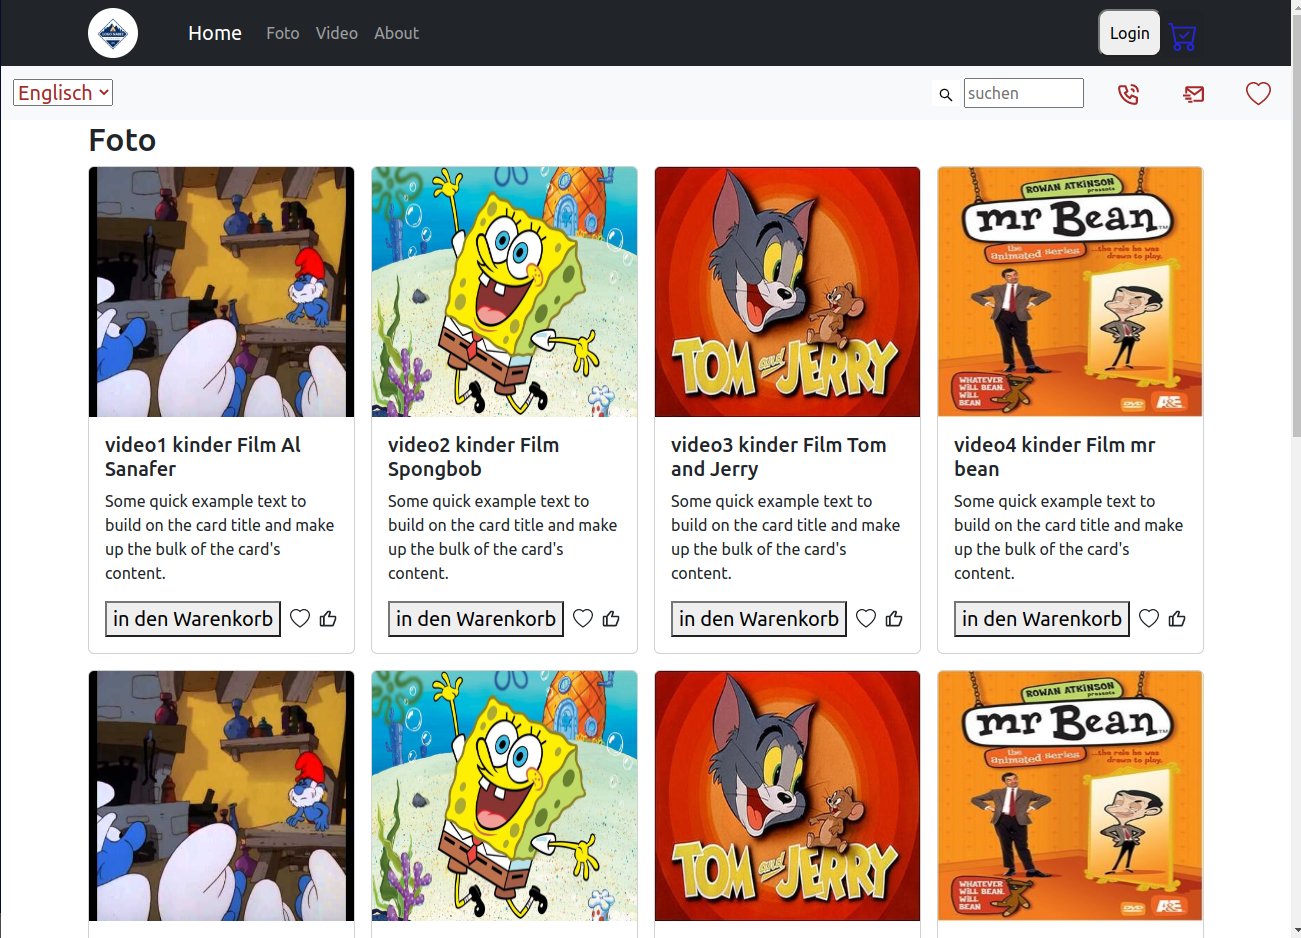 Home Foto Video About Login
Englisch suchen
Foto
ROWAN ATKINSON
presents
mr Bean
the animated series
...the role he was drawn to play.
TOM and JERRY
WHATEVER WILL BEAN, WILL BEAN
DVD A&E
video1 kinder Film Al Sanafer
Some quick example text to
build on the card title and make
up the bulk of the card's
content.
in den Warenkorb
video2 kinder Film
Spongbob
Some quick example text to
build on the card title and make
up the bulk of the card's
content.
in den Warenkorb
video3 kinder Film Tom
and Jerry
Some quick example text to
build on the card title and make
up the bulk of the card's
content.
in den Warenkorb
video4 kinder Film mr
bean
Some quick example text to
build on the card title and make
up the bulk of the card's
content.
in den Warenkorb
ROWAN ATKINSON
presents
mr Bean
the animated series
...the role he was drawn to play.
TOM and JERRY
WHATEVER WILL BEAN, WILL BEAN
DVD A&E